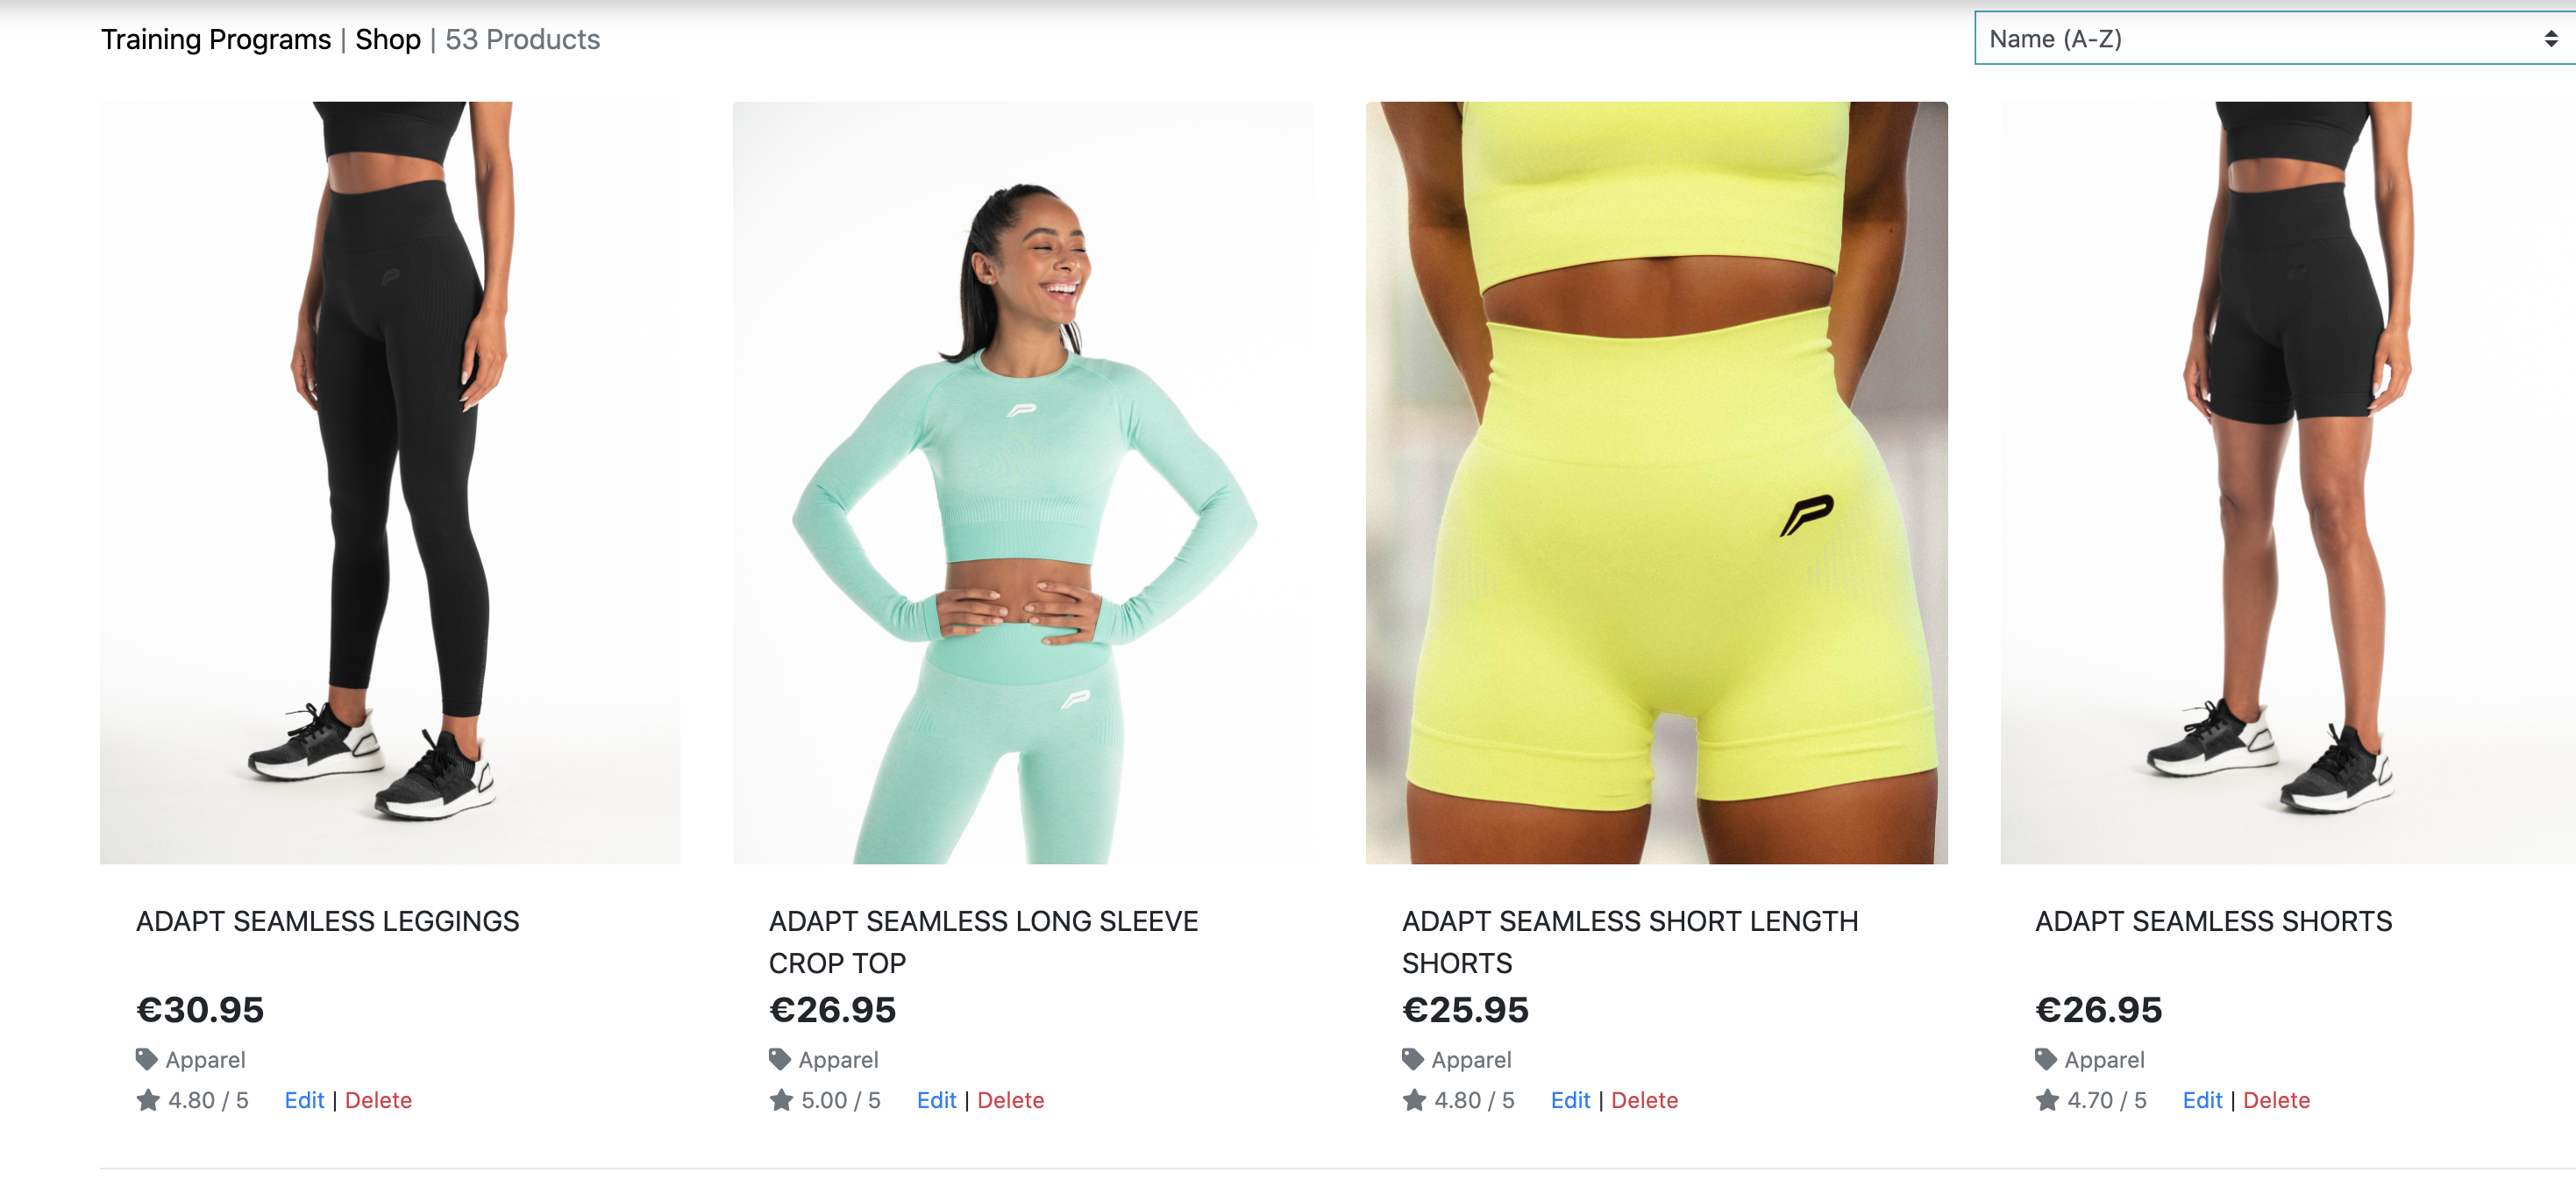 Training Programs | Shop | 53 Products
Name (A-Z)
ADAPT SEAMLESS LEGGINGS
€30.95
Apparel
4.80 / 5 Edit | Delete
ADAPT SEAMLESS LONG SLEEVE
CROP TOP
€26.95
Apparel
5.00 / 5 Edit | Delete
ADAPT SEAMLESS SHORT LENGTH
SHORTS
€25.95
Apparel
4.80 / 5 Edit | Delete
ADAPT SEAMLESS SHORTS
€26.95
Apparel
4.70 / 5 Edit | Delete